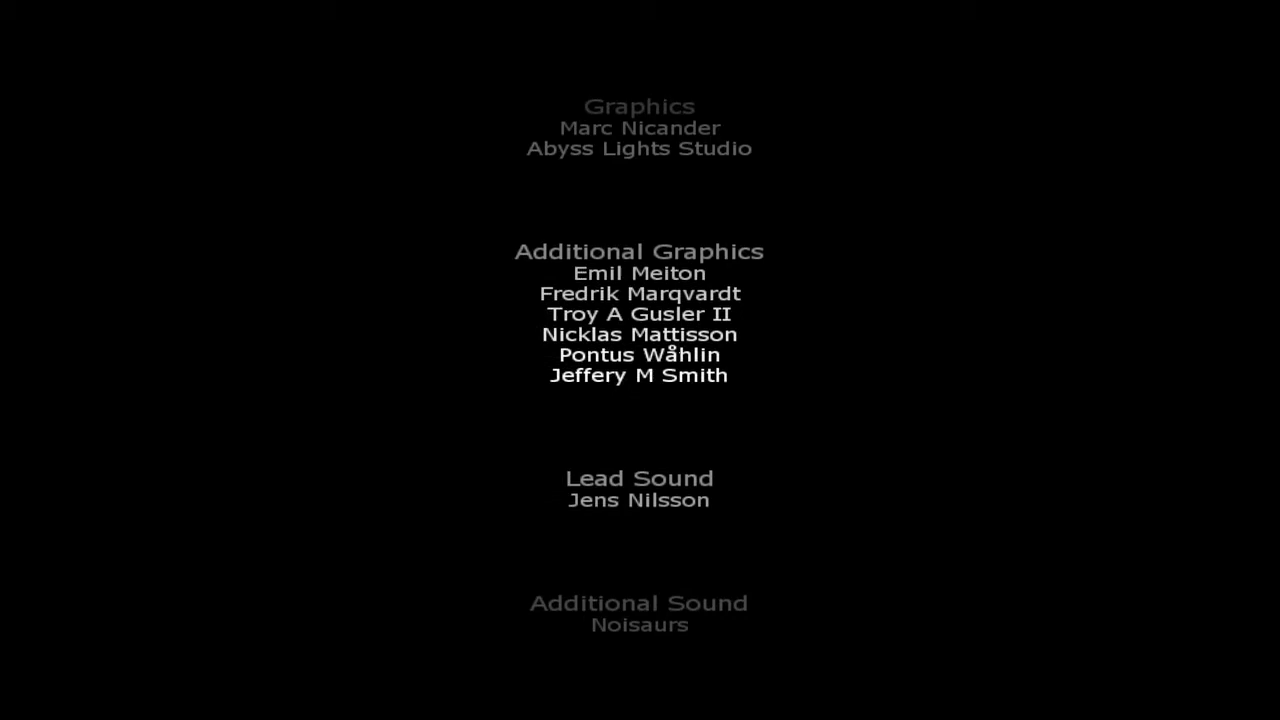 Graphics
Marc Nicander
Abyss Lights Studio
Additional Graphics
Emil Meiton
Fredrik Marqvardt
Troy A Gusler II
Nicklas Mattisson
Pontus Wåhlin
Jeffery M Smith
Lead Sound
Jens Nilsson
Additional Sound
Noisaurs